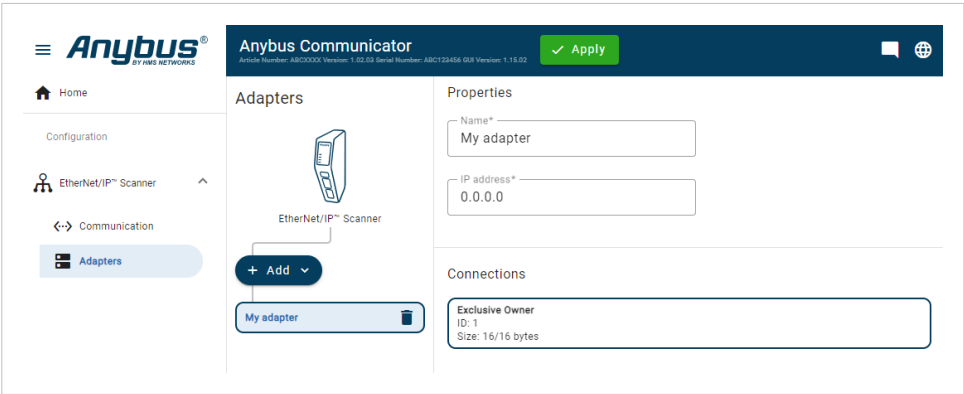 Anybus®
BY HMS NETWORKS
Anybus Communicator
Article Number: ABCXXXX Version: 1.02.03 Serial Number: ABC123456 GUI Version: 1.15.02
Apply
Home
Configuration
EtherNet/IP™ Scanner
Communication
Adapters
Adapters
EtherNet/IP™ Scanner
+ Add
My adapter
Properties
Name*
My adapter
IP address*
0.0.0.0
Connections
Exclusive Owner
ID: 1
Size: 16/16 bytes